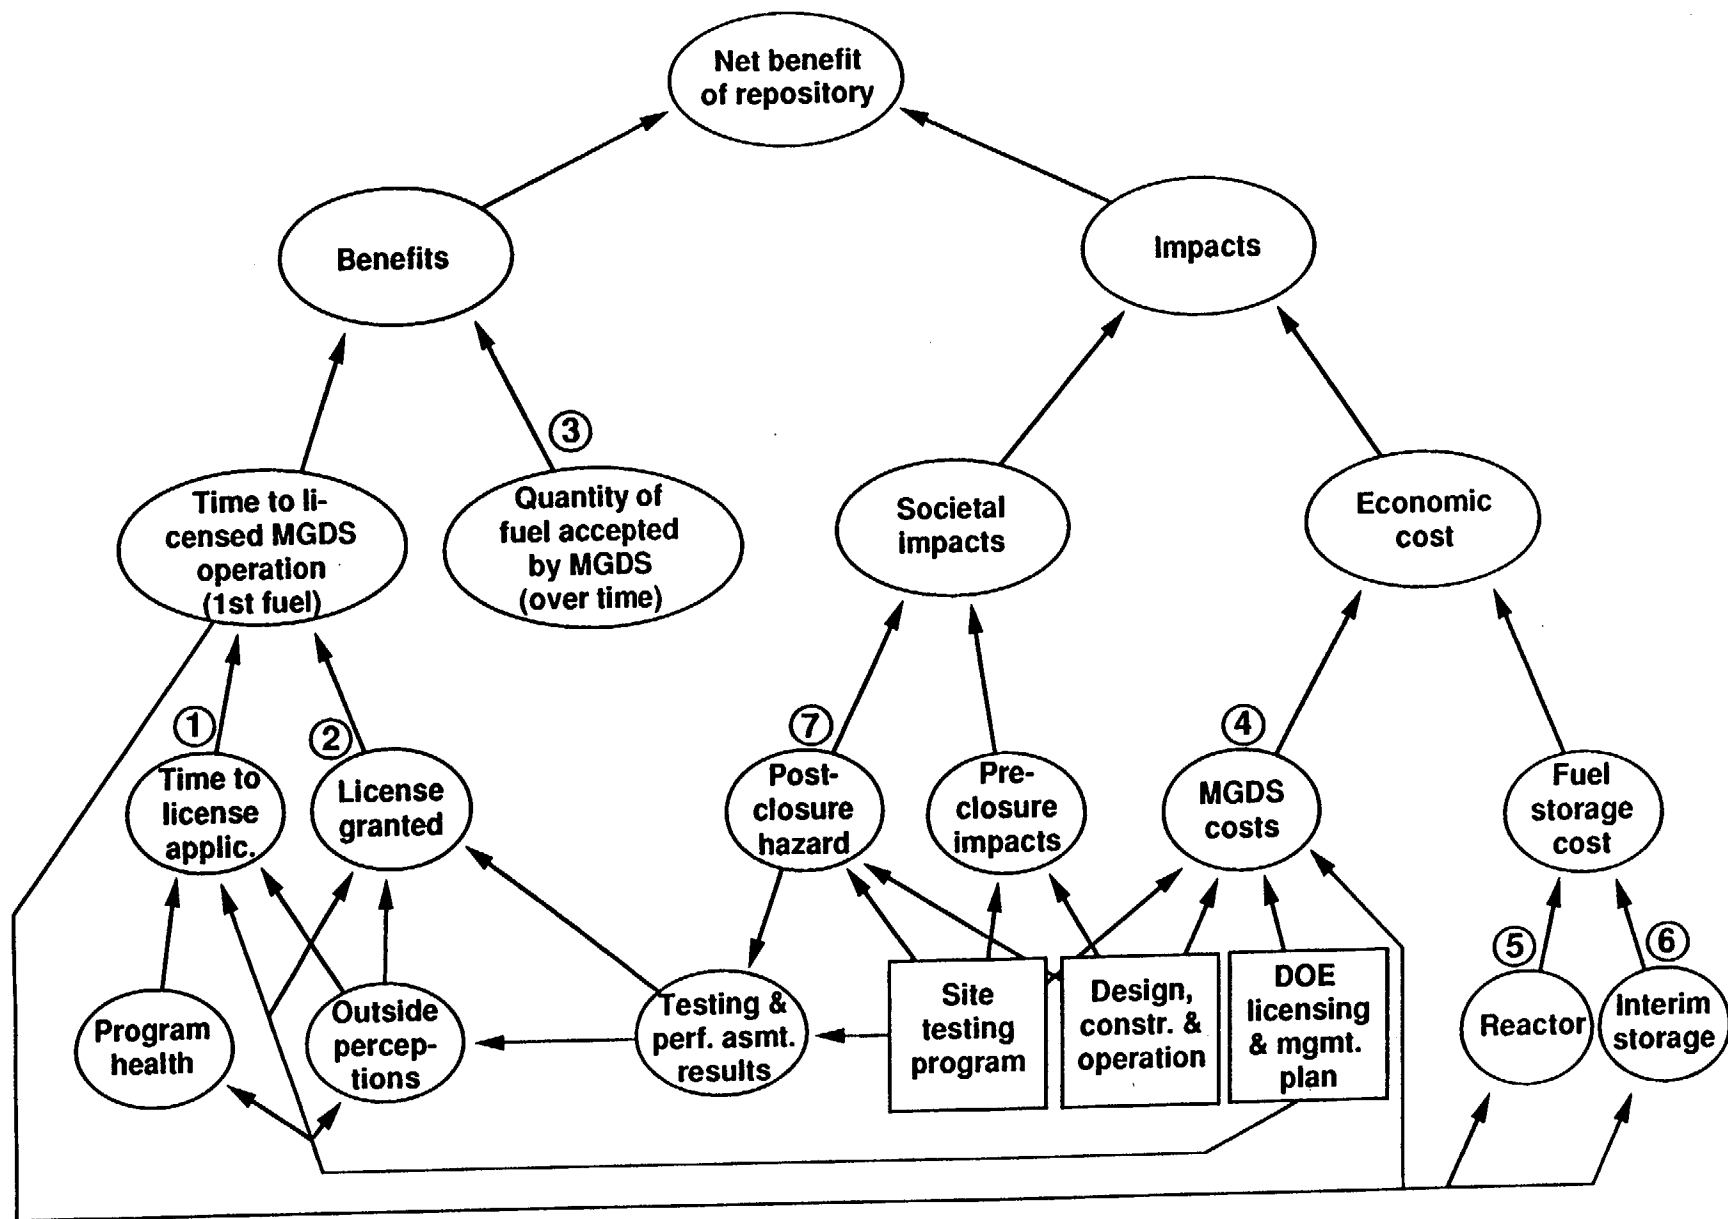 Net benefit
of repository
Benefits
Impacts
3
Time to li-
censed MGDS
operation
(1st fuel)
Quantity of
fuel accepted
by MGDS
(over time)
Societal
impacts
Economic
cost
1
2
7
4
Time to
license
applic.
License
granted
Post-
closure
hazard
Pre-
closure
impacts
MGDS
costs
Fuel
storage
cost
5
6
Program
health
Outside
percep-
tions
Testing &
perf. asmt.
results
Site
testing
program
Design,
constr. &
operation
DOE
licensing
& mgmt.
plan
Reactor
Interim
storage